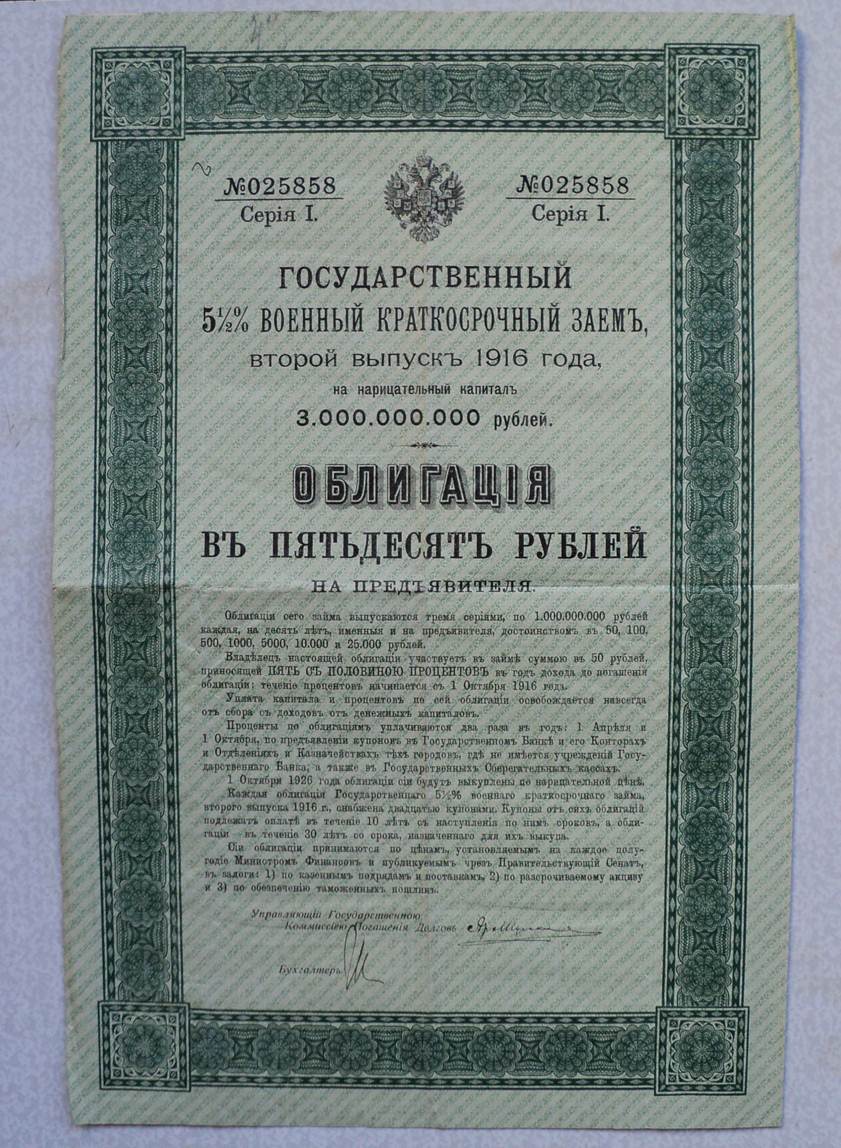 №025858
Серія I.
№025858
Серія I.
ГОСУДАРСТВЕННЫЙ
5½% ВОЕННЫЙ КРАТКОСРОЧНЫЙ ЗАЕМЪ,
второй выпускъ 1916 года,
на нарицательный капиталъ
3.000.000.000 рублей.
ОБЛИГАЦІЯ
ВЪ ПЯТЬДЕСЯТЪ РУБЛЕЙ
НА ПРЕДЪЯВИТЕЛЯ.
Облигаціи сего займа выпускаются тремя серіями, по 1.000.000.000 рублей
каждая, на десять лѣтъ, именныя и на предъявителя, достоинствомъ въ 50, 100,
500, 1000, 5000, 10.000 и 25.000 рублей.
Владѣлецъ настоящей облигаціи участвуетъ въ займѣ суммою въ 50 рублей,
приносящей ПЯТЬ СЪ ПОЛОВИНОЮ ПРОЦЕНТОВЪ въ годъ дохода до погашенія
облигаціи; теченіе процентовъ начинается съ 1 Октября 1916 года.
Уплата капитала и процентовъ по сей облигаціи освобождается навсегда
отъ сбора съ доходовъ отъ денежныхъ капиталовъ.
Проценты по облигаціямъ уплачиваются два раза въ годъ: 1 Апрѣля и
1 Октября, по предъявленіи купоновъ въ Государственномъ Банкѣ и его Конторахъ
и Отдѣленіяхъ и Казначействахъ тѣхъ городовъ, гдѣ не имѣется учрежденій Госу-
дарственнаго Банка, а также въ Государственныхъ Сберегательныхъ кассахъ.
1 Октября 1926 года облигаціи сіи будутъ выкуплены по нарицательной цѣнѣ.
Каждая облигація Государственнаго 5½% военнаго краткосрочнаго займа,
второго выпуска 1916 г., снабжена двадцатью купонами. Купоны отъ сихъ облигацій
подлежатъ оплатѣ въ теченіе 10 лѣтъ съ наступленія по нимъ сроковъ, а обли-
гаціи въ теченіе 30 лѣтъ со срока, назначеннаго для ихъ выкупа.
Сіи облигаціи принимаются по цѣнамъ, установляемымъ на каждое полу-
годіе Министромъ Финансовъ и публикуемымъ чрезъ Правительствующій Сенатъ,
въ залоги: 1) по казеннымъ подрядамъ и поставкамъ, 2) по разсрочиваемому акцизу
и 3) по обезпеченію таможенныхъ пошлинъ.
Управляющій Государственною
Коммиссіею Погашенія Долговъ
Бухгалтеръ